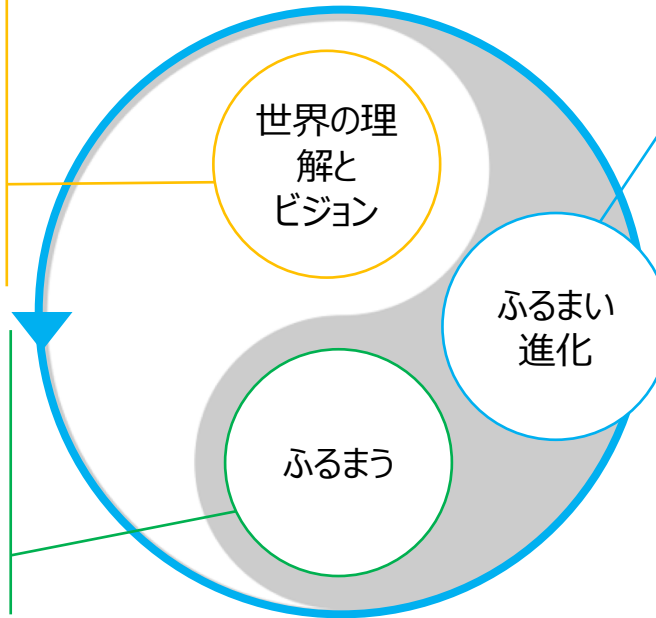 世界の理
解と
ビジョン
ふるまい
進化
ふるまう